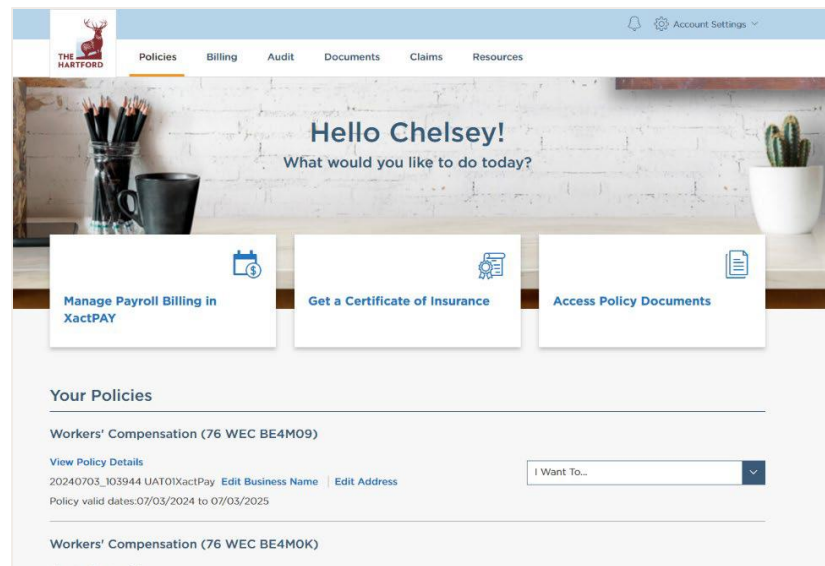 Account Settings
THE
HARTFORD
Policies Billing Audit Documents Claims Resources
Hello Chelsey!
What would you like to do today?
Manage Payroll Billing in
XactPAY
Get a Certificate of Insurance
Access Policy Documents
Your Policies
Workers' Compensation (76 WEC BE4M09)
View Policy Details
I Want To...
20240703_103944 UAT01XactPay Edit Business Name | Edit Address
Policy valid dates:07/03/2024 to 07/03/2025
Workers' Compensation (76 WEC BE4M0K)